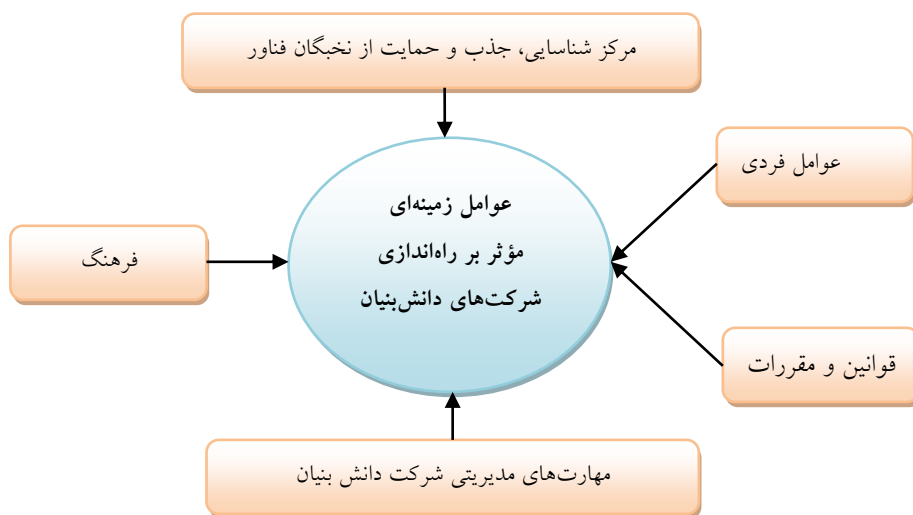 مرکز شناسایی، جذب و حمایت از نخبگان فناور
عوامل فردی
عوامل زمینه‌ای
مؤثر بر راه‌اندازی
شرکت‌های دانش‌بنیان
فرهنگ
قوانین و مقررات
مهارت‌های مدیریتی شرکت دانش بنیان